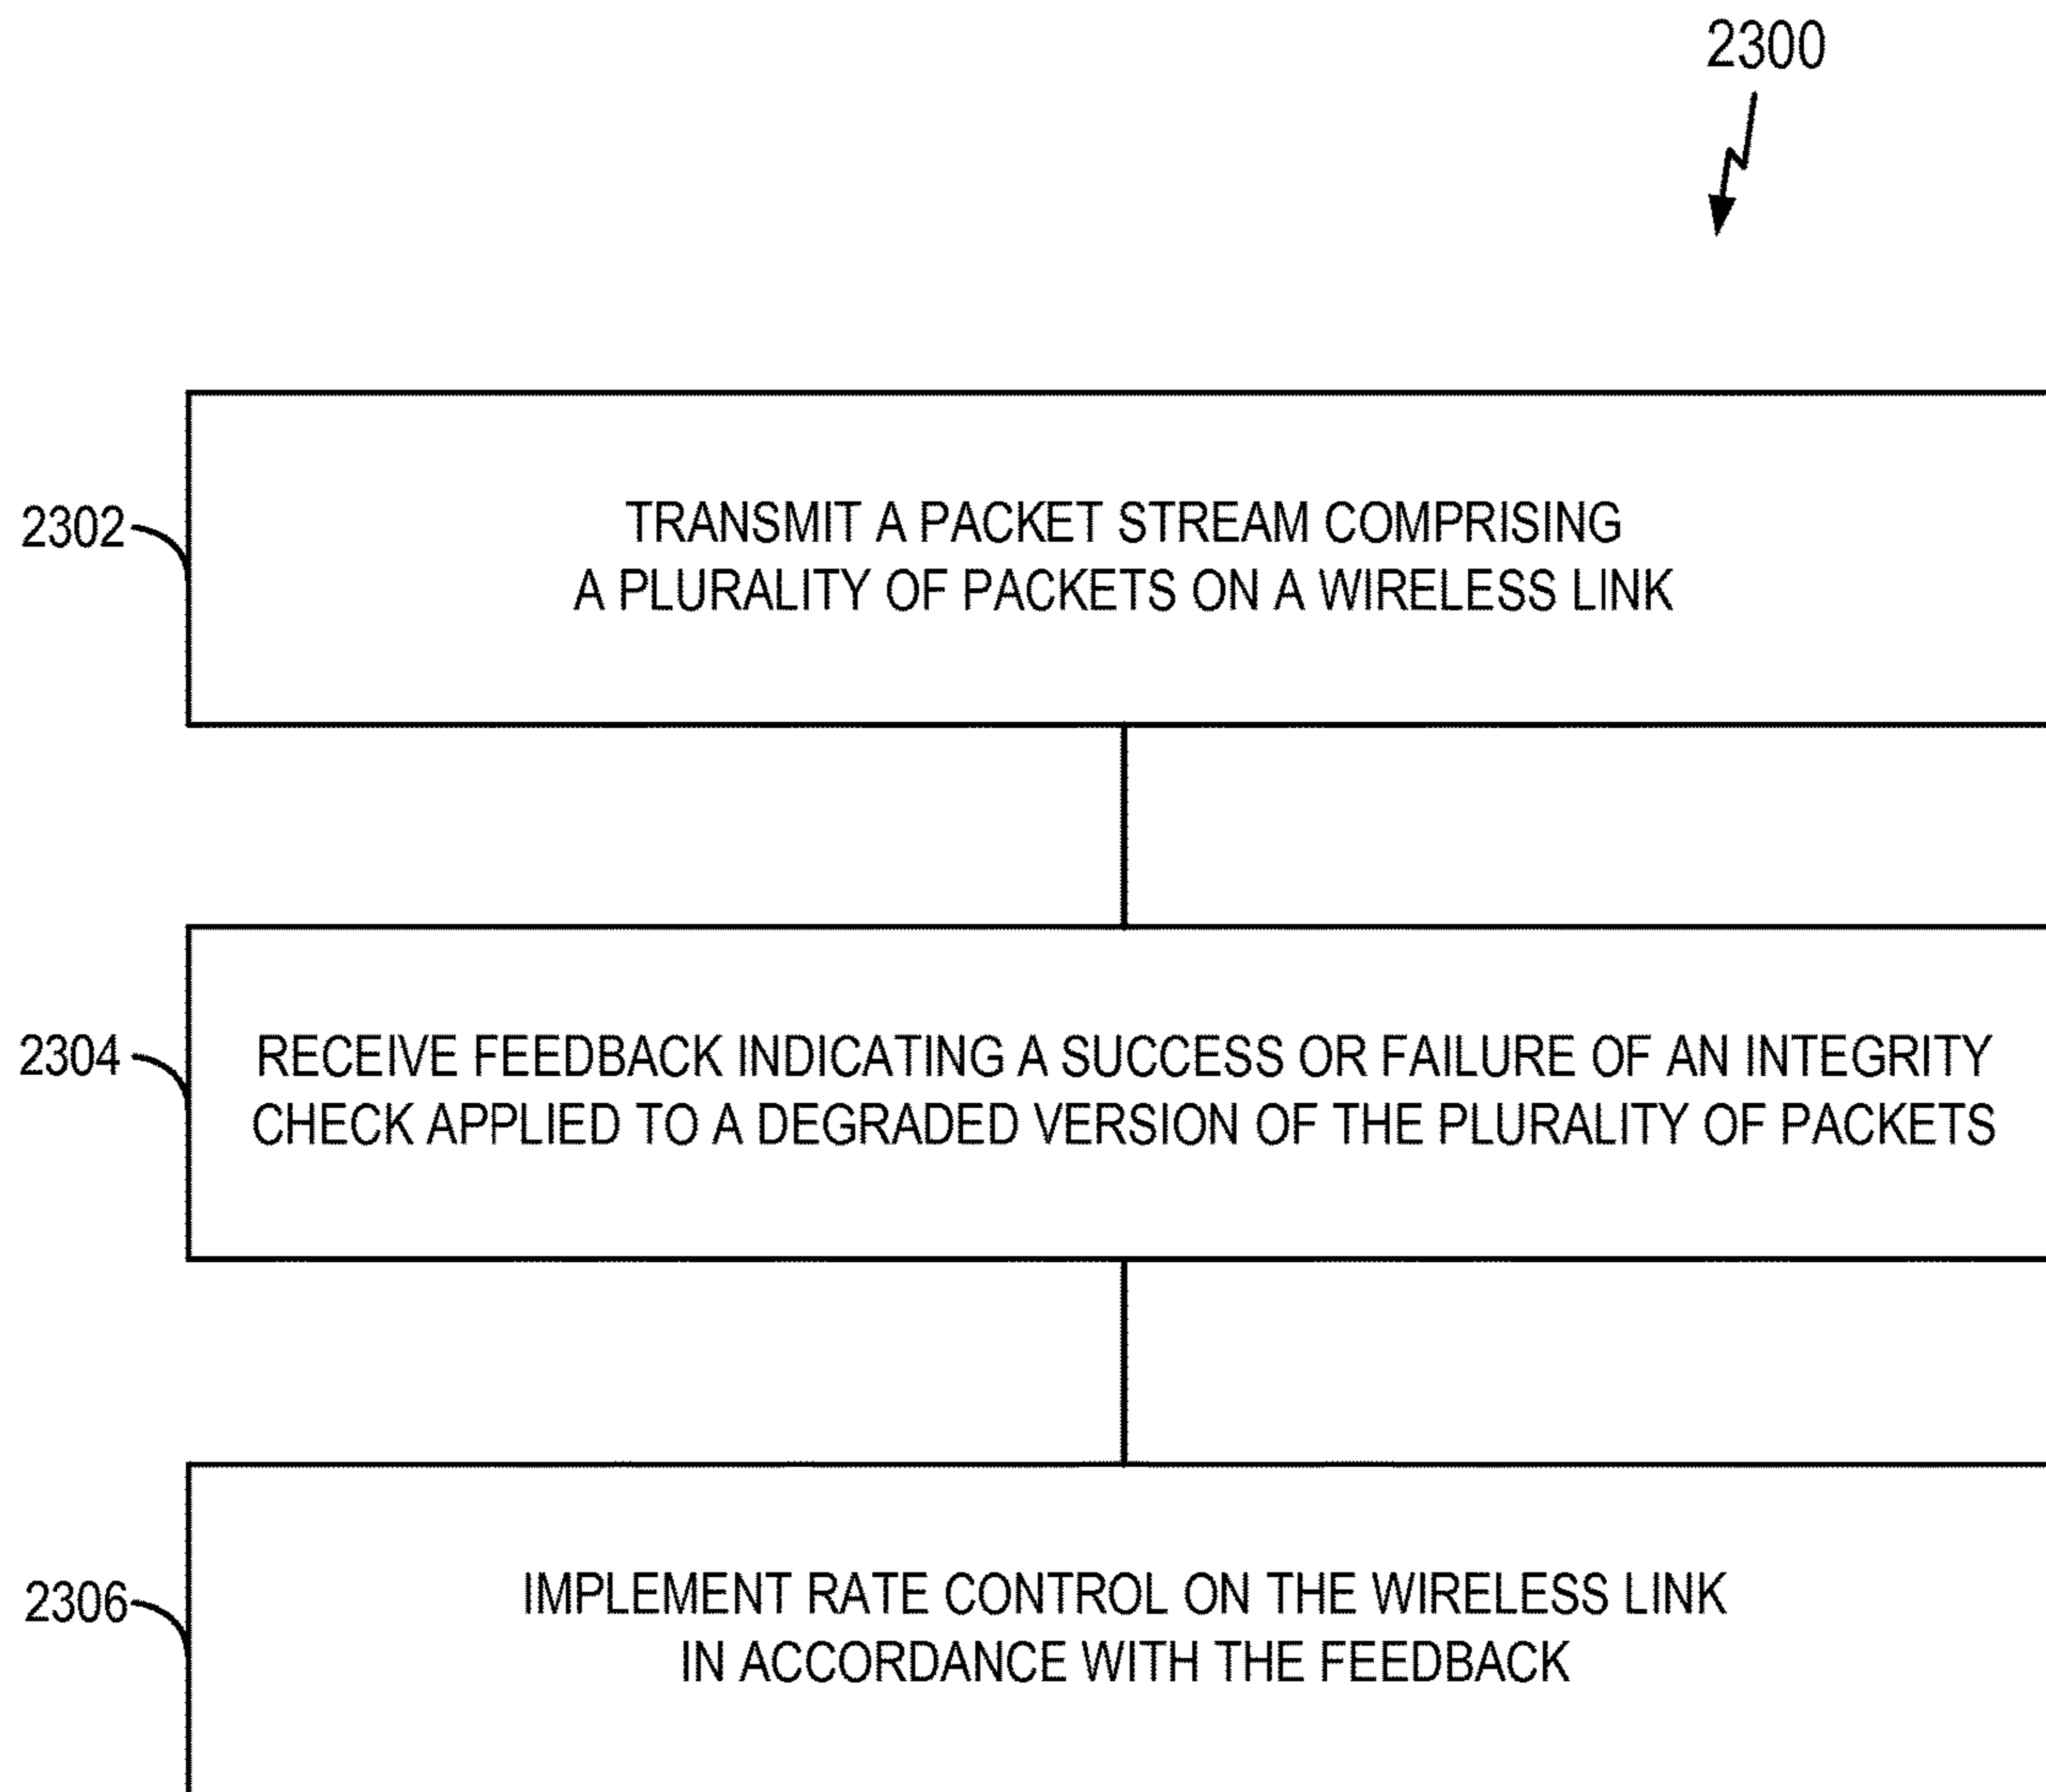 2300
2302
TRANSMIT A PACKET STREAM COMPRISING
A PLURALITY OF PACKETS ON A WIRELESS LINK
2304
RECEIVE FEEDBACK INDICATING A SUCCESS OR FAILURE OF AN INTEGRITY
CHECK APPLIED TO A DEGRADED VERSION OF THE PLURALITY OF PACKETS
2306
IMPLEMENT RATE CONTROL ON THE WIRELESS LINK
IN ACCORDANCE WITH THE FEEDBACK